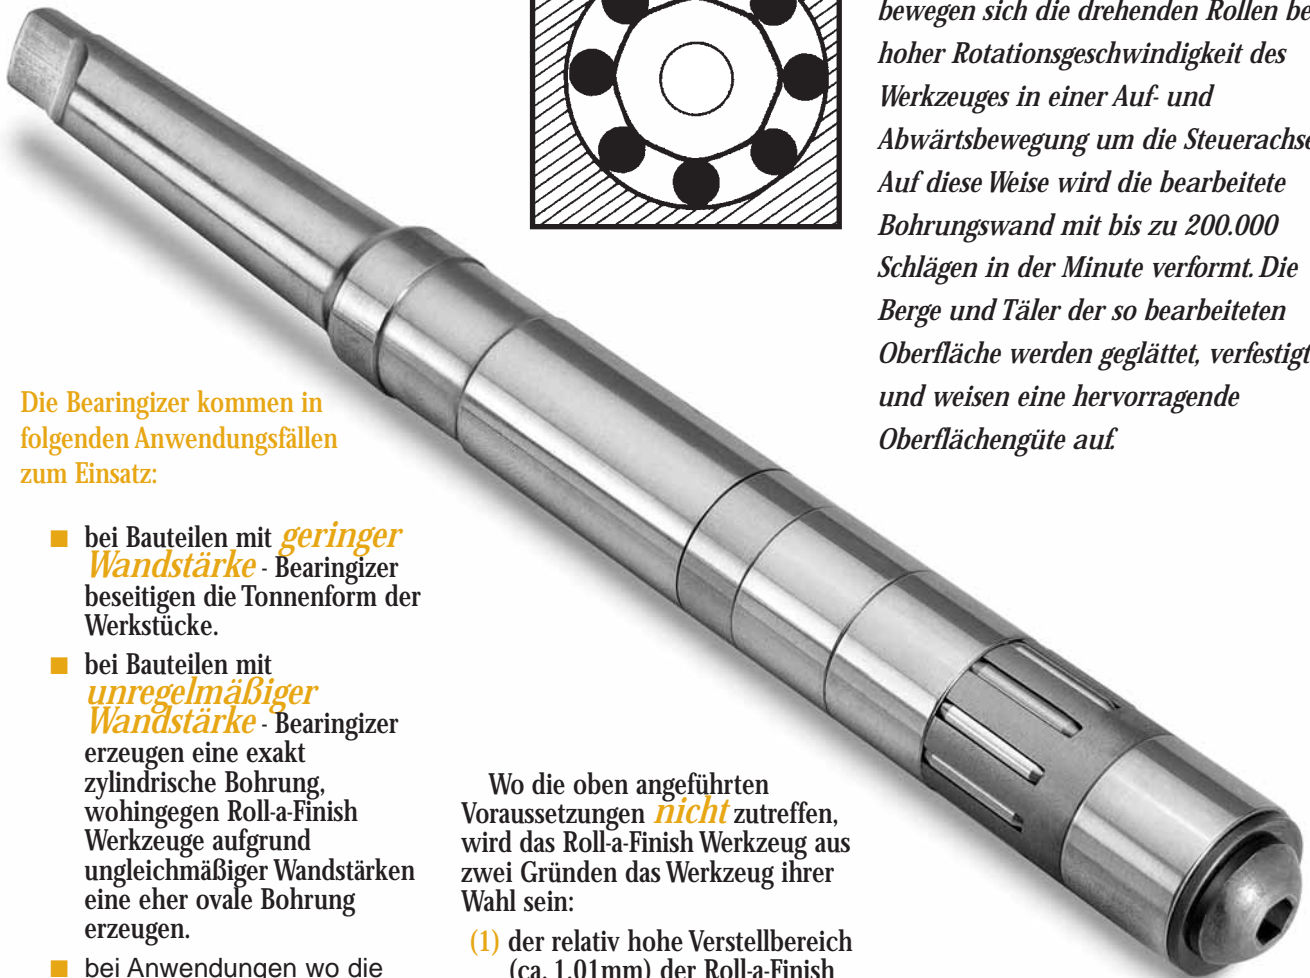 bewegen sich die drehenden Rollen
hoher Rotationsgeschwindigkeit des
Werkzeuges in einer Auf- und
Abwärtsbewegung um die Steuerachse
Auf diese Weise wird die bearbeitete
Bohrungswand mit bis zu 200.000
Schlägen in der Minute verformt. Die
Berge und Täler der so bearbeiteten
Oberfläche werden geglättet, verfestigt
und weisen eine hervorragende
Oberflächengüte auf.
Die Bearingizer kommen in
folgenden Anwendungsfällen
zum Einsatz:
■ bei Bauteilen mit geringer
Wandstärke - Bearingizer
beseitigen die Tonnenform der
Werkstücke.
■ bei Bauteilen mit
unregelmäßiger
Wandstärke - Bearingizer
erzeugen eine exakt
zylindrische Bohrung,
wohingegen Roll-a-Finish
Werkzeuge aufgrund
ungleichmäßiger Wandstärken
eine eher ovale Bohrung
erzeugen.
■ bei Anwendungen wo die
Wo die oben angeführten
Voraussetzungen nicht zutreffen,
wird das Roll-a-Finish Werkzeug aus
zwei Gründen das Werkzeug ihrer
Wahl sein:
(1) der relativ hohe Verstellbereich
(ca. 1,01mm) der Roll-a-Finish